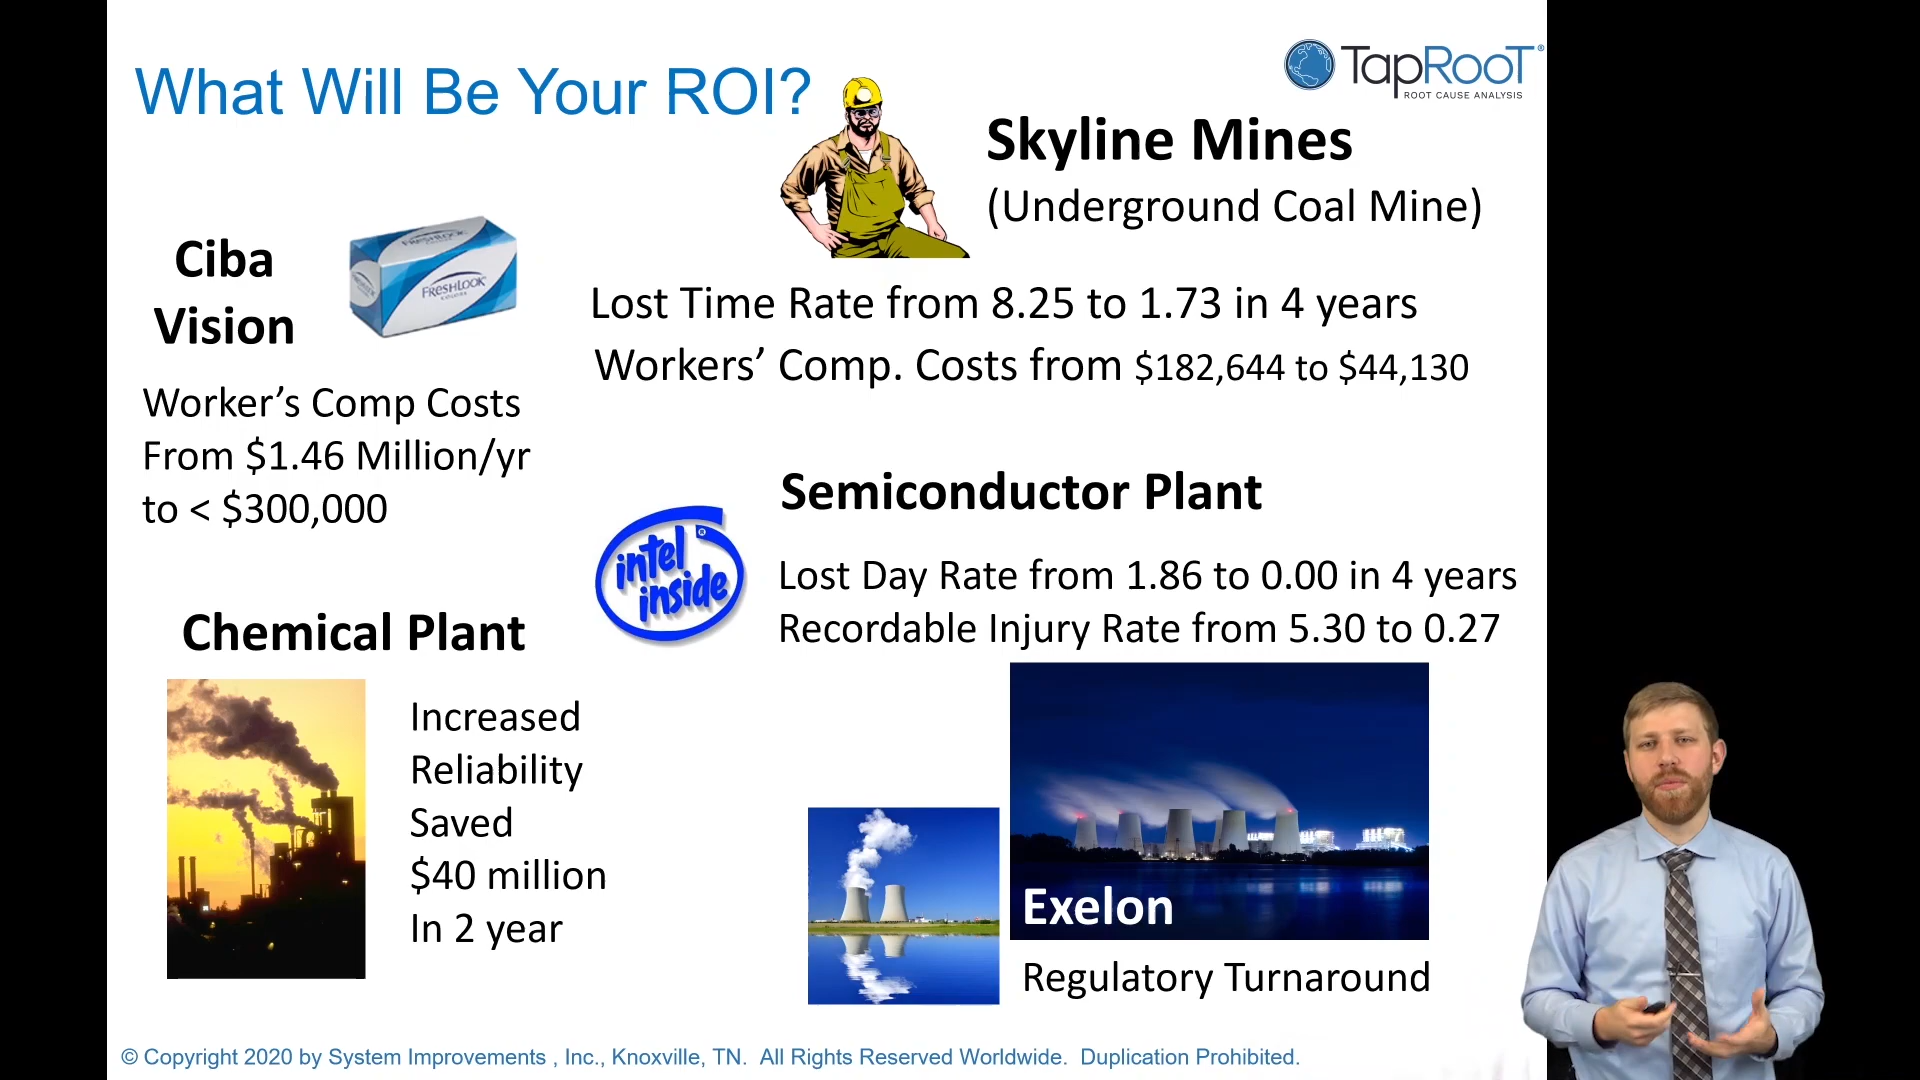 What Will Be Your ROI?
TapRooT®
ROOT CAUSE ANALYSIS
Skyline Mines
(Underground Coal Mine)
Lost Time Rate from 8.25 to 1.73 in 4 years
Workers’ Comp. Costs from $182,644 to $44,130
Ciba
Vision
FRESHLOOK
FRESHLOOK
Worker’s Comp Costs
From $1.46 Million/yr
to < $300,000
Semiconductor Plant
intel
inside
Lost Day Rate from 1.86 to 0.00 in 4 years
Recordable Injury Rate from 5.30 to 0.27
Chemical Plant
Increased
Reliability
Saved
$40 million
In 2 year
Exelon
Regulatory Turnaround
© Copyright 2020 by System Improvements , Inc., Knoxville, TN. All Rights Reserved Worldwide. Duplication Prohibited.